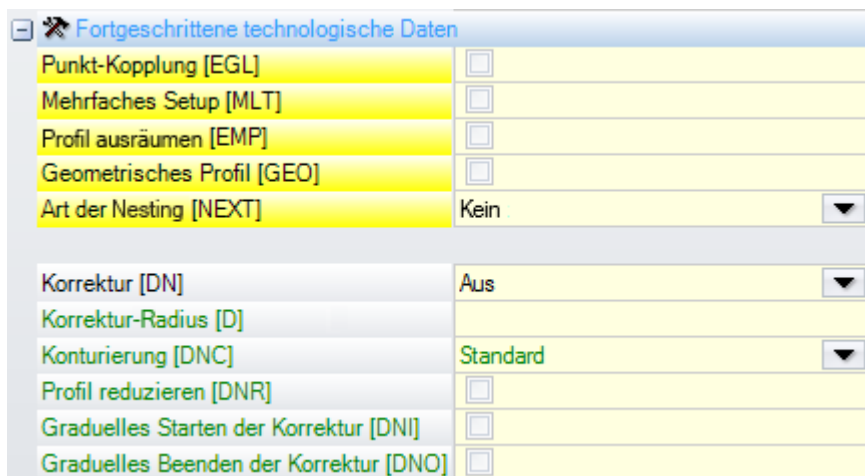 Fortgeschrittene technologische Daten
Punkt-Kopplung [EGL]
Mehrfaches Setup [MLT]
Profil ausräumen [EMP]
Geometrisches Profil [GEO]
Art der Nesting [NEXT] Kein
Korrektur [DN] Aus
Korrektur-Radius [D]
Konturierung [DNC] Standard
Profil reduzieren [DNR]
Graduelles Starten der Korrektur [DNI]
Graduelles Beenden der Korrektur [DNO]